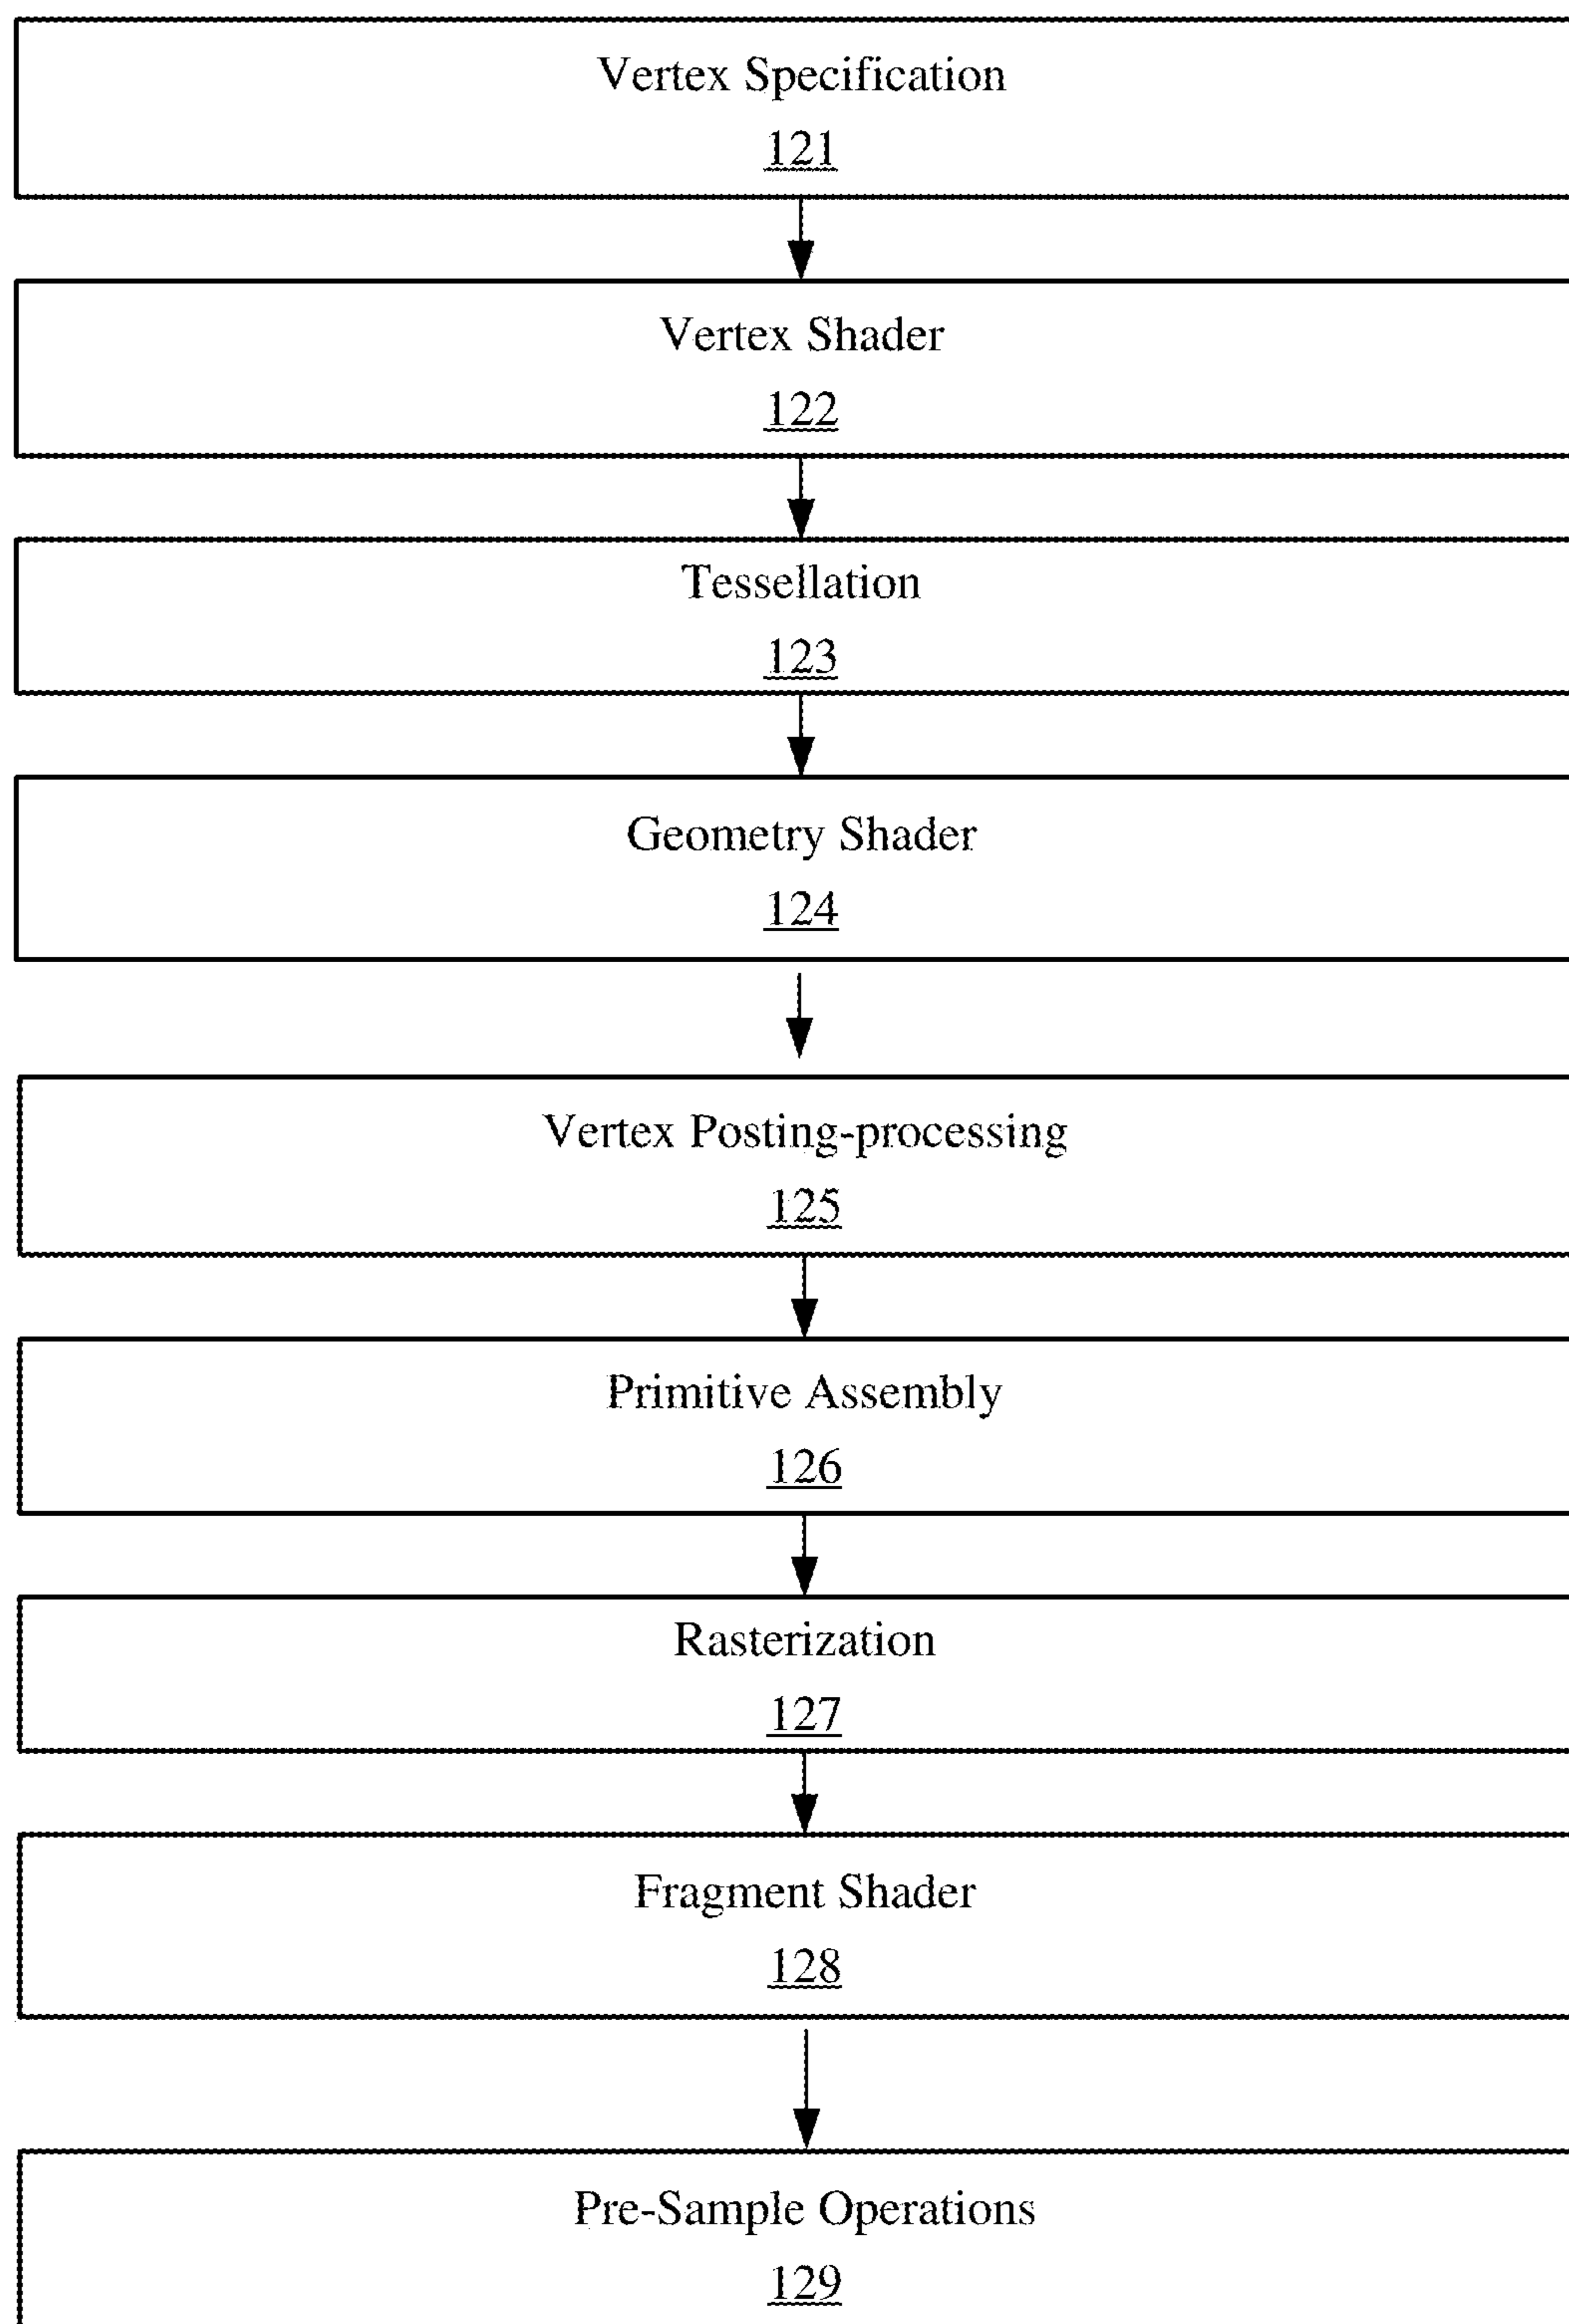 Vertex Specification
121
Vertex Shader
122
Tessellation
123
Geometry Shader
124
Vertex Posting-processing
125
Primitive Assembly
126
Rasterization
127
Fragment Shader
128
Pre-Sample Operations
129